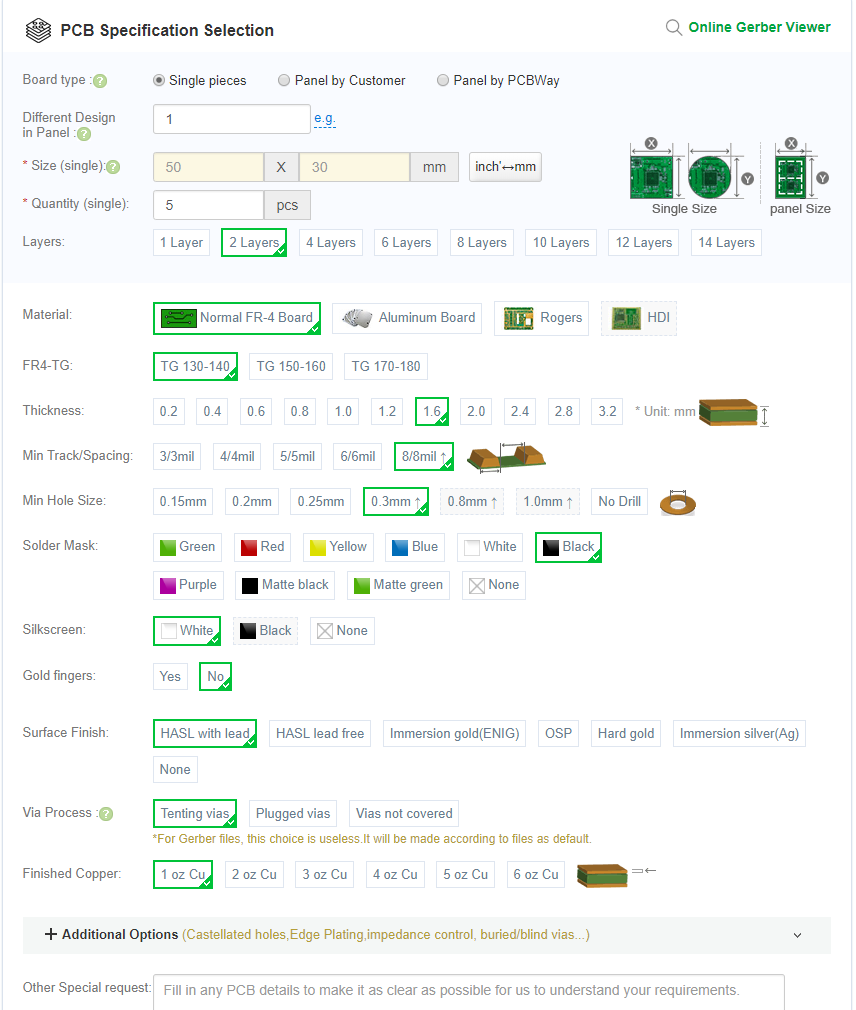 PCB Specification Selection
Online Gerber Viewer
Board type :?
Single pieces Panel by Customer Panel by PCBWay
Different Design
in Panel :?
1 e.g.
* Size (single):? 50 X 30 mm inch'↔mm
X X
Y Y
Single Size panel Size
* Quantity (single): 5 pcs
Layers: 1 Layer 2 Layers 4 Layers 6 Layers 8 Layers 10 Layers 12 Layers 14 Layers
Material: Normal FR-4 Board Aluminum Board Rogers HDI
FR4-TG: TG 130-140 TG 150-160 TG 170-180
Thickness: 0.2 0.4 0.6 0.8 1.0 1.2 1.6 2.0 2.4 2.8 3.2 * Unit: mm
Min Track/Spacing: 3/3mil 4/4mil 5/5mil 6/6mil 8/8mil ↑
Min Hole Size: 0.15mm 0.2mm 0.25mm 0.3mm ↑ 0.8mm ↑ 1.0mm ↑ No Drill
Solder Mask: Green Red Yellow Blue White Black
Purple Matte black Matte green None
Silkscreen: White Black None
Gold fingers: Yes No
Surface Finish: HASL with lead HASL lead free Immersion gold(ENIG) OSP Hard gold Immersion silver(Ag)
None
Via Process :? Tenting vias Plugged vias Vias not covered
*For Gerber files, this choice is useless.It will be made according to files as default.
Finished Copper: 1 oz Cu 2 oz Cu 3 oz Cu 4 oz Cu 5 oz Cu 6 oz Cu
+ Additional Options (Castellated holes,Edge Plating,impedance control, buried/blind vias...)
Other Special request: Fill in any PCB details to make it as clear as possible for us to understand your requirements.